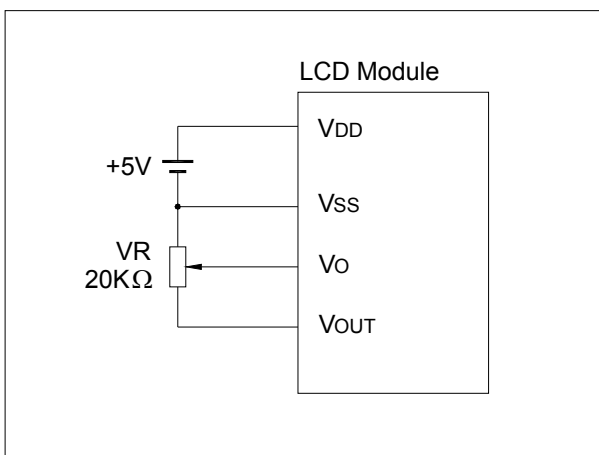 LCD Module
VDD
+5V
VSS
VR
20KΩ
VO
VOUT